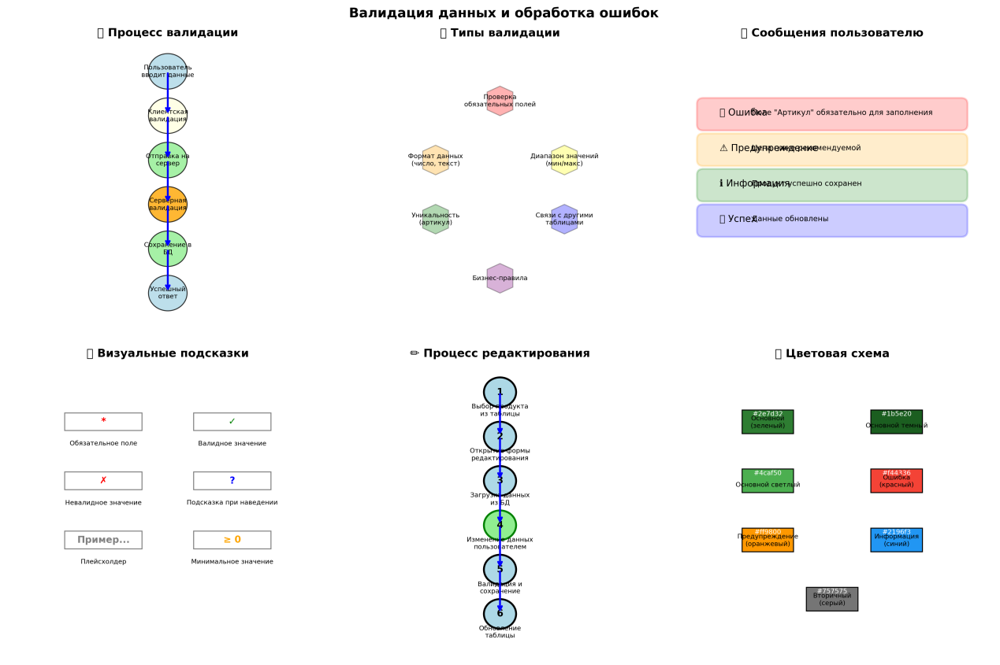 Валидация данных и обработка ошибок
Процесс валидации
Пользователь
вводит данные
Клиентская
валидация
Отправка на
сервер
Серверная
валидация
Сохранение в
БД
Успешный
ответ
Типы валидации
Проверка
обязательных полей
Формат данных
(число, текст)
Диапазон значений
(мин/макс)
Уникальность
(артикул)
Связи с другими
таблицами
Бизнес-правила
Сообщения пользователю
Ошибка
Поле "Артикул" обязательно для заполнения
⚠ Предупреждение
рекомендуемой
ℹ Информация
успешно сохранен
Успех
Данные обновлены
Визуальные подсказки
*
Обязательное поле
✓
Валидное значение
✗
Невалидное значение
?
Подсказка при наведении
Пример...
Плейсхолдер
≥ 0
Минимальное значение
✏ Процесс редактирования
1
Выбор продукта
из таблицы
2
Открытие формы
редактирования
3
Загрузка данных
из БД
4
Изменение данных
пользователем
5
Валидация и
сохранение
6
Обновление
таблицы
Цветовая схема
#2e7d32
Основной
(зеленый)
#1b5e20
Основной темный
#4caf50
Основной светлый
#f44336
Ошибка
(красный)
#ff9800
Предупреждение
(оранжевый)
#2196f3
Информация
(синий)
#757575
Вторичный
(серый)